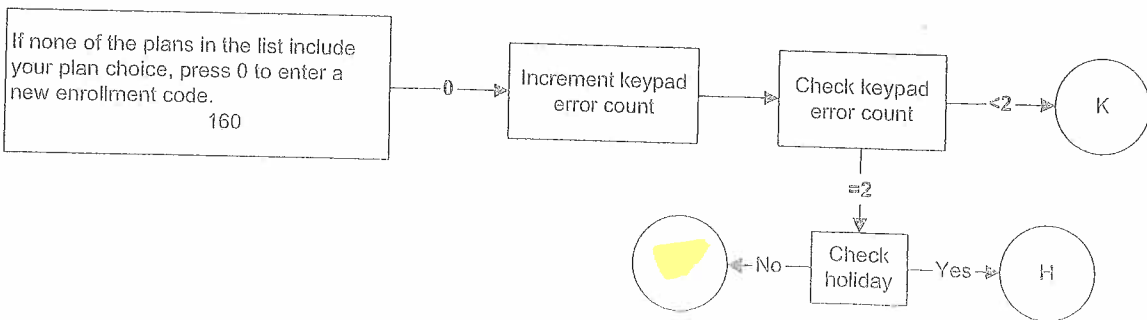 If none of the plans in the list include
your plan choice, press 0 to enter a
new enrollment code.
160
0
Increment keypad
error count
Check keypad
error count
<2
K
=2
No
Check
holiday
Yes
H